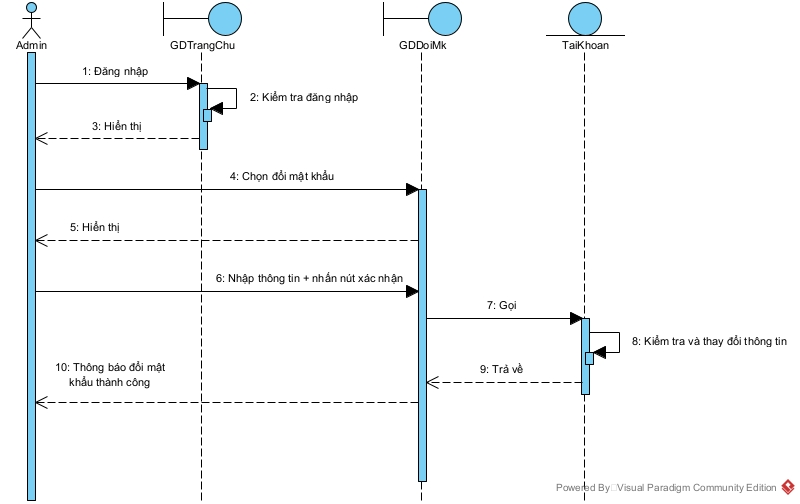 Admin
GDTrangChu
GDDoiMk
TaiKhoan
1: Đăng nhập
2: Kiểm tra đăng nhập
3: Hiển thị
4: Chọn đổi mật khẩu
5: Hiển thị
6: Nhập thông tin + nhấn nút xác nhận
7: Gọi
8: Kiểm tra và thay đổi thông tin
9: Trả về
10: Thông báo đổi mật
khẩu thành công
Powered By Visual Paradigm Community Edition